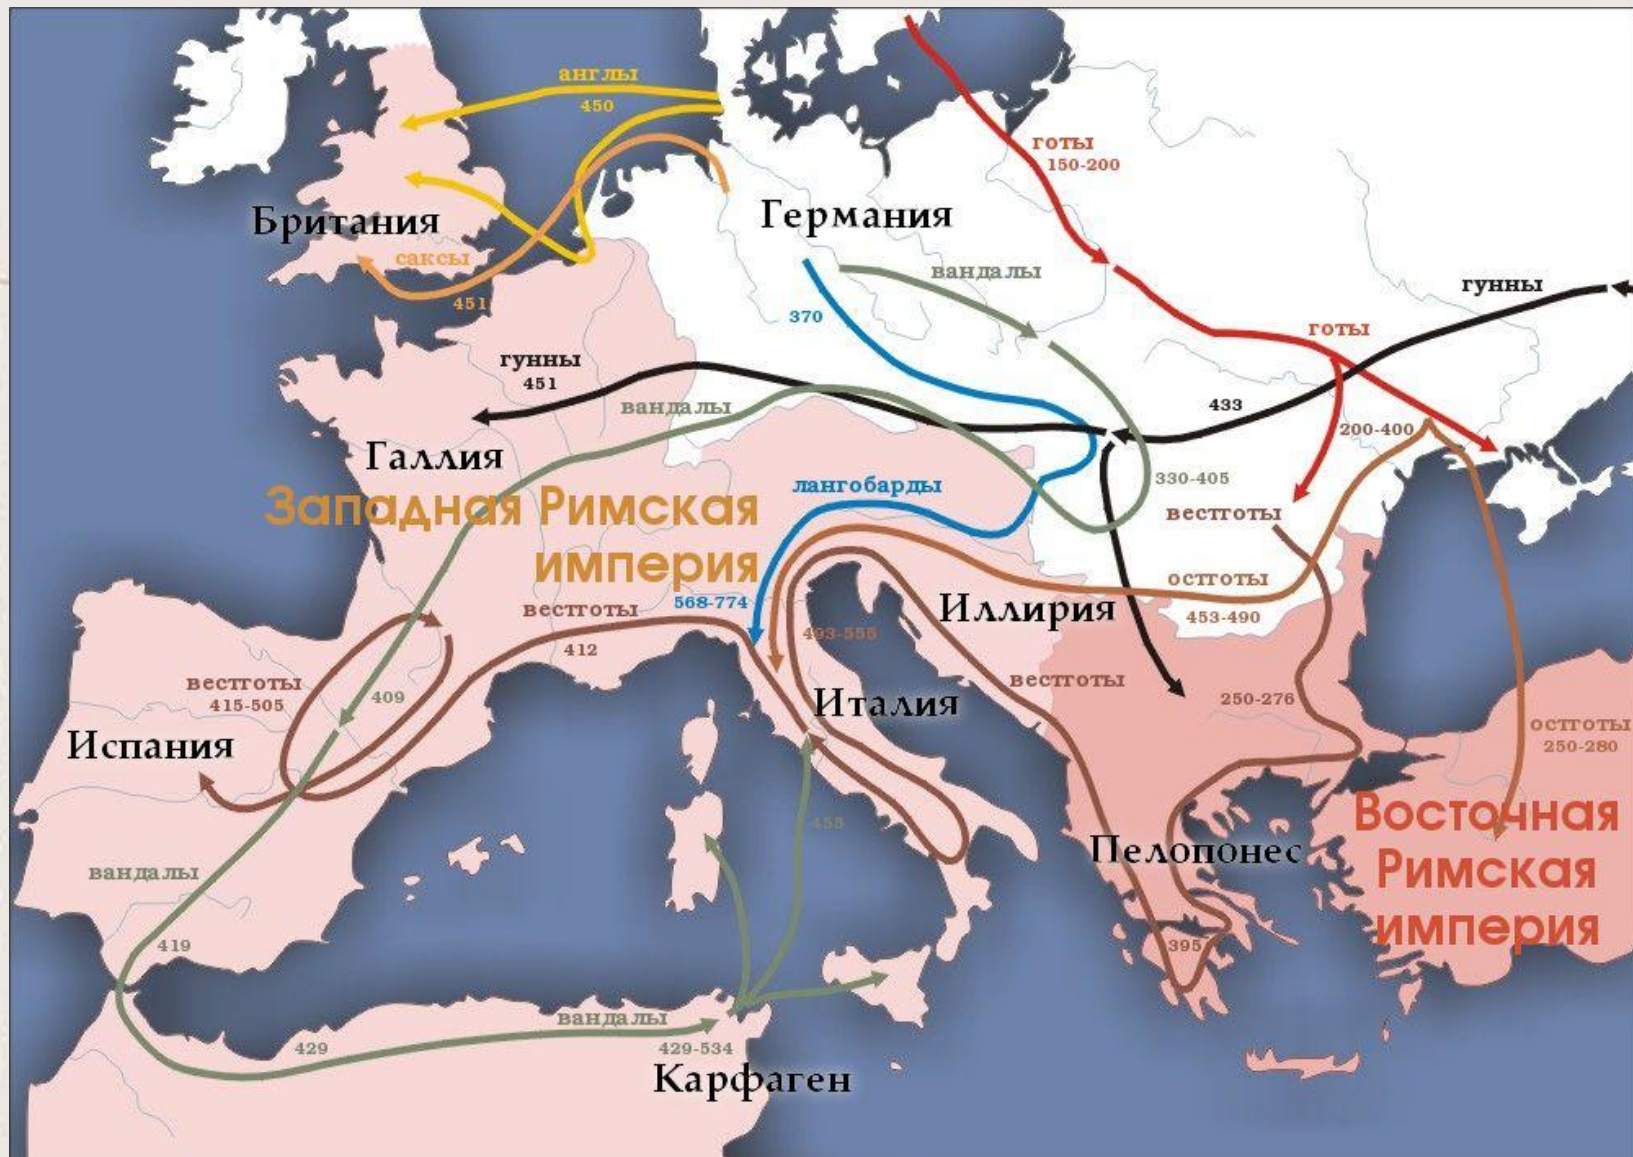 англы
450
готы
150-200
Британия
Германия
саксы
451
вандалы
гунны
370
готы
гунны
451
вандалы
433
200-400
Галлия
330-405
лангобарды
Западная Римская
империя
вестготы
остготы
453-490
568-774
вестготы
412
Иллирия
493-555
вестготы
415-505
409
вестготы
250-276
Италия
остготы
250-280
Испания
455
Восточная
Римская
империя
Пелопонес
вандалы
419
395
вандалы
429
429-534
Карфаген